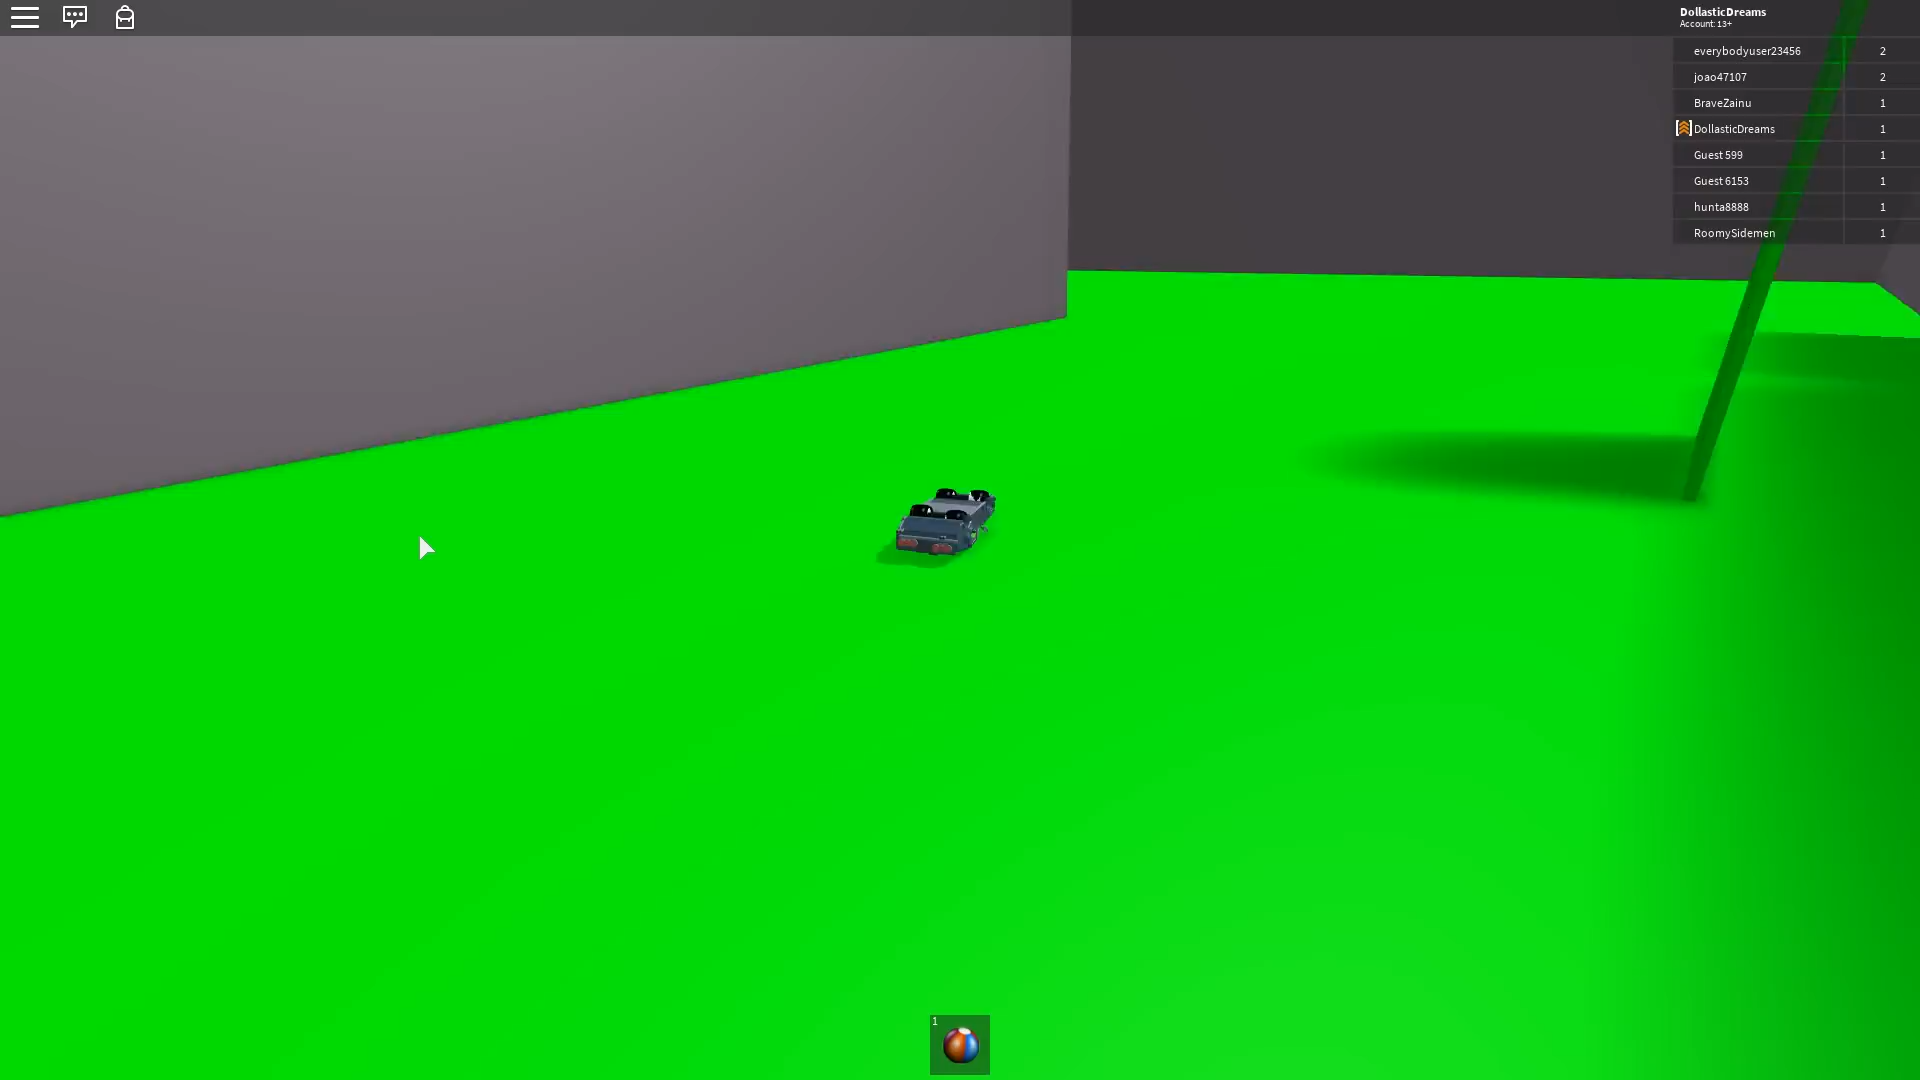 DollasticDreams
Account: 13+
everybodyuser23456 2
joao47107 2
BraveZainu 1
DollasticDreams 1
Guest 599 1
Guest 6153 1
hunta8888 1
RoomySidemen 1
1